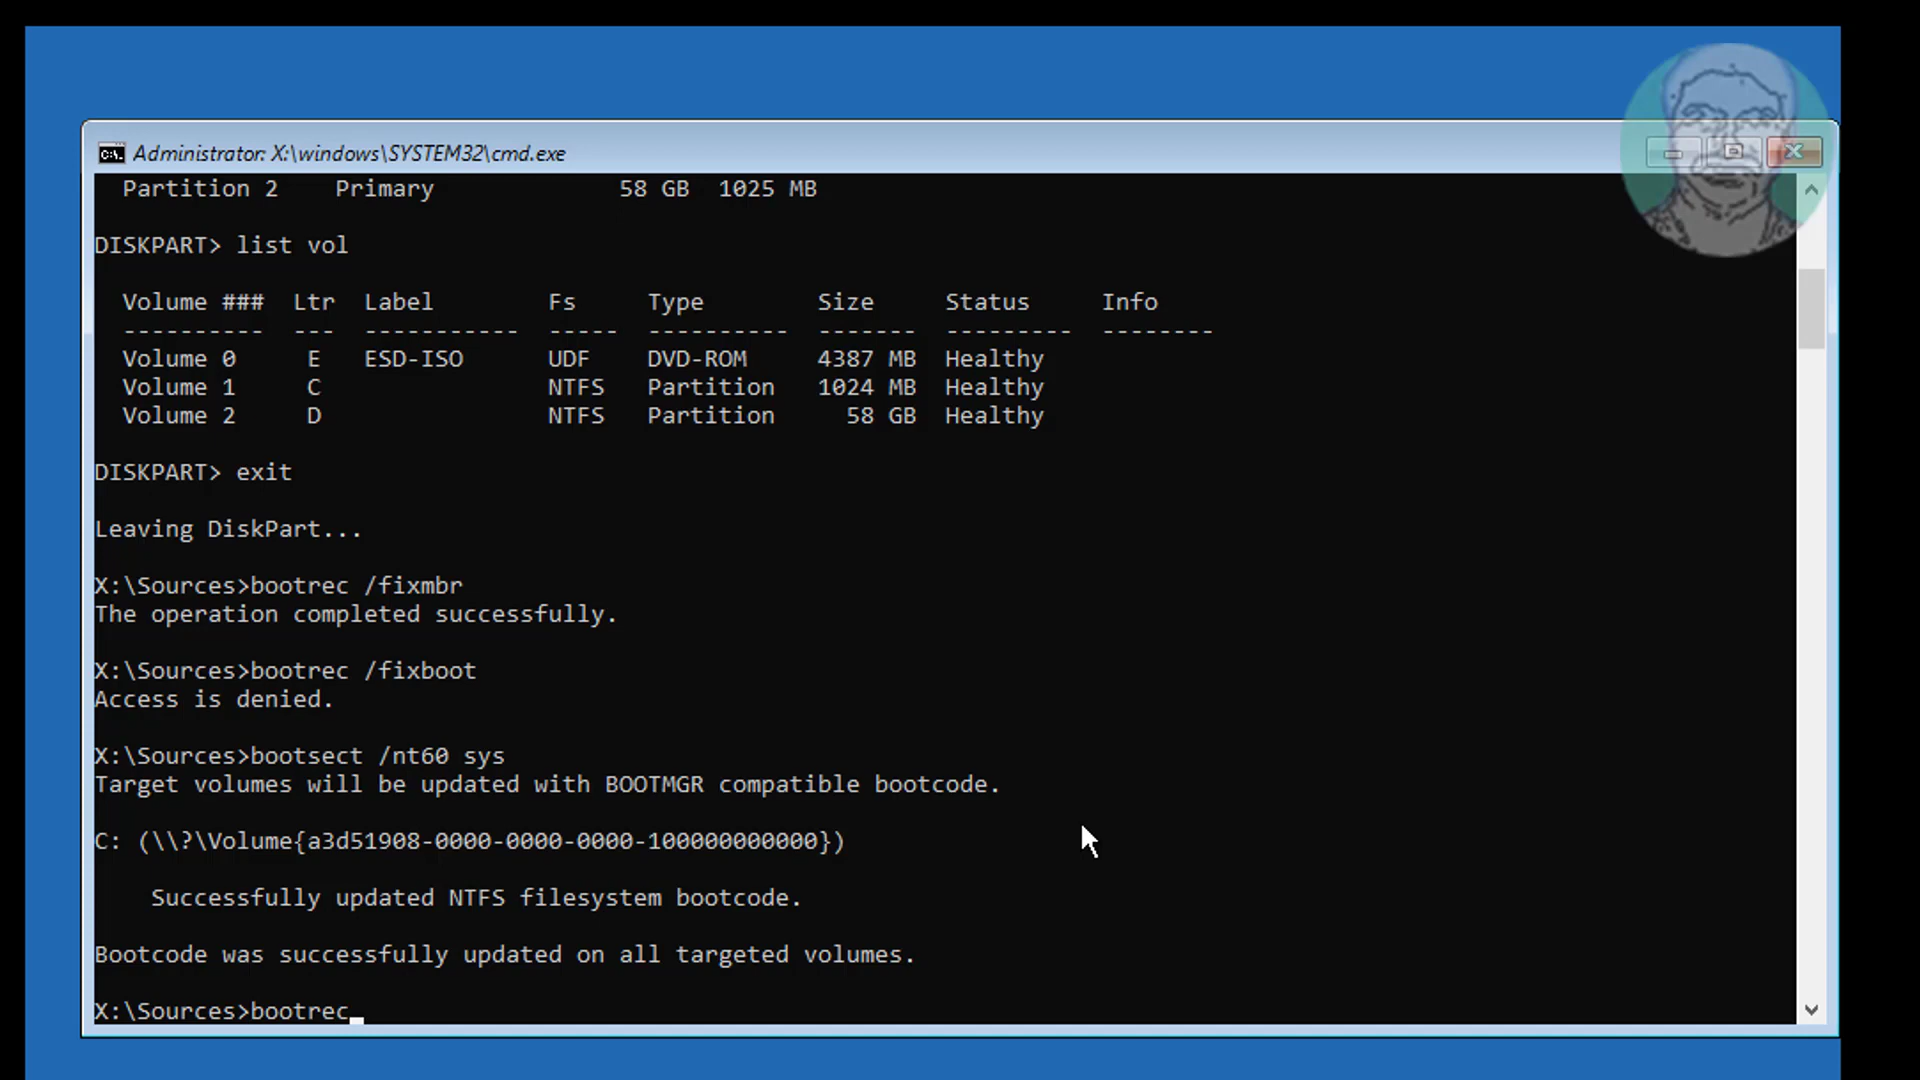 Administrator: X:\windows\SYSTEM32\cmd.exe
Partition 2    Primary             58 GB  1025 MB
DISKPART> list vol
Volume ###  Ltr  Label        Fs     Type        Size     Status     Info
----------  ---  -----------  -----  ----------  -------  ---------  --------
Volume 0     E   ESD-ISO      UDF    DVD-ROM     4387 MB  Healthy
Volume 1     C                NTFS   Partition   1024 MB  Healthy
Volume 2     D                NTFS   Partition     58 GB  Healthy
DISKPART> exit
Leaving DiskPart...
X:\Sources>bootrec /fixmbr
The operation completed successfully.
X:\Sources>bootrec /fixboot
Access is denied.
X:\Sources>bootsect /nt60 sys
Target volumes will be updated with BOOTMGR compatible bootcode.
C: (\\?\Volume{a3d51908-0000-0000-0000-100000000000})
Successfully updated NTFS filesystem bootcode.
Bootcode was successfully updated on all targeted volumes.
X:\Sources>bootrec_